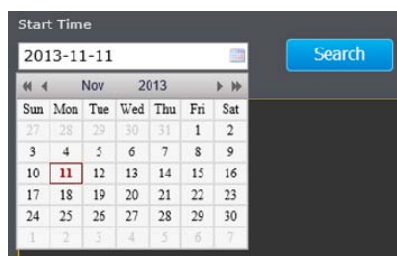 Start Time
2013-11-11
Search
Nov 2013
Sun Mon Tue Wed Thu Fri Sat
27 28 29 30 31 1 2
3 4 5 6 7 8 9
10 11 12 13 14 15 16
17 18 19 20 21 22 23
24 25 26 27 28 29 30
1 2 3 4 5 6 7